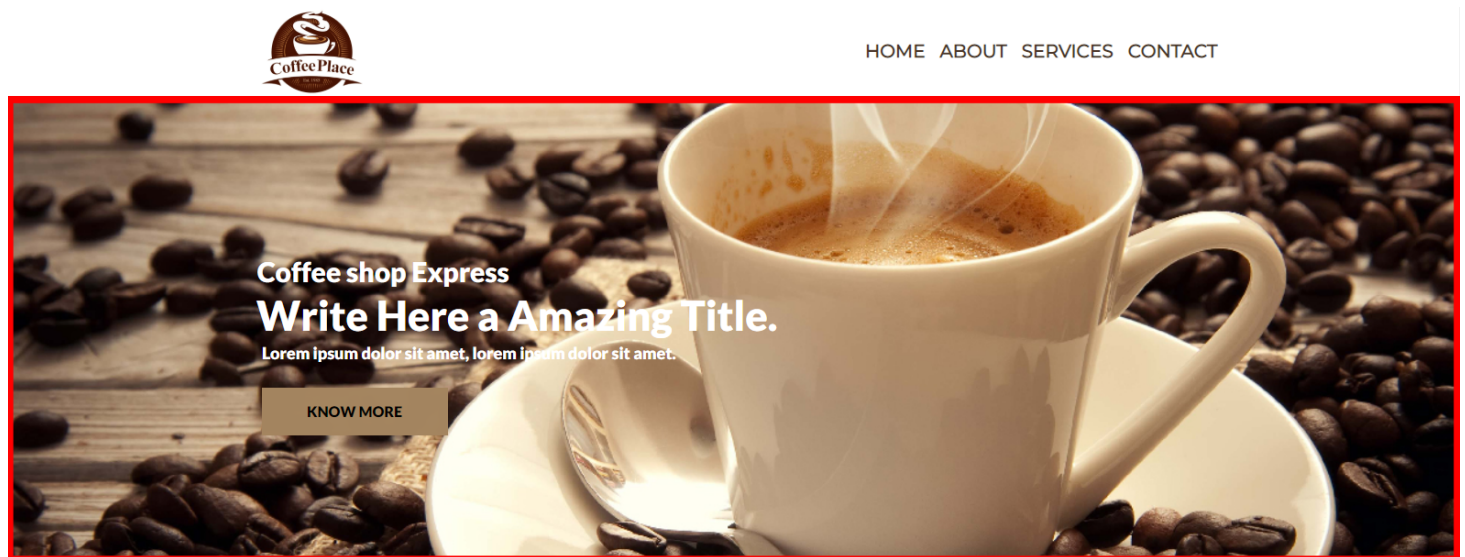 Coffee Place
HOME ABOUT SERVICES CONTACT
Coffee shop Express
Write Here a Amazing Title.
Lorem ipsum dolor sit amet, lorem ipsum dolor sit amet.
KNOW MORE